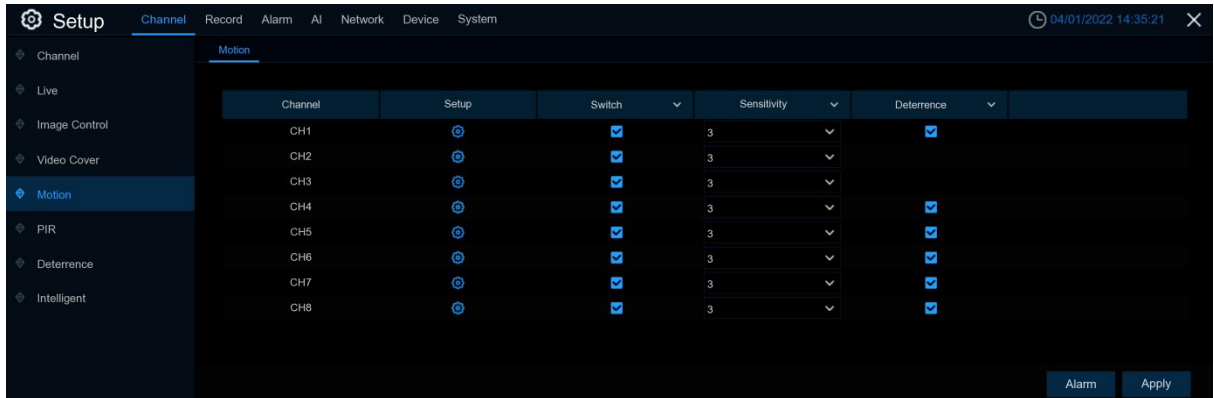 Setup Channel Record Alarm AI Network Device System 04/01/2022 14:35:21
Channel
Motion
Live
Image Control
Video Cover
Motion
PIR
Deterrence
Intelligent
Channel Setup Switch Sensitivity Deterrence
CH1 3
CH2 3
CH3 3
CH4 3
CH5 3
CH6 3
CH7 3
CH8 3
Alarm Apply